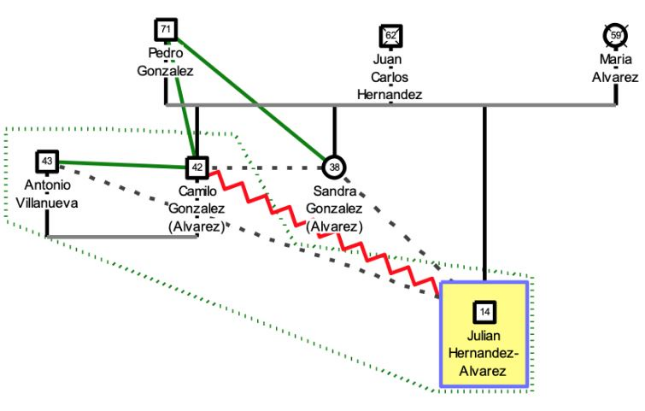 71
Pedro
Gonzalez
62
Juan
Carlos
Hernandez
59
Maria
Alvarez
43
Antonio
Villanueva
42
Camilo
Gonzalez
(Alvarez)
38
Sandra
Gonzalez
(Alvarez)
14
Julian
Hernandez-
Alvarez